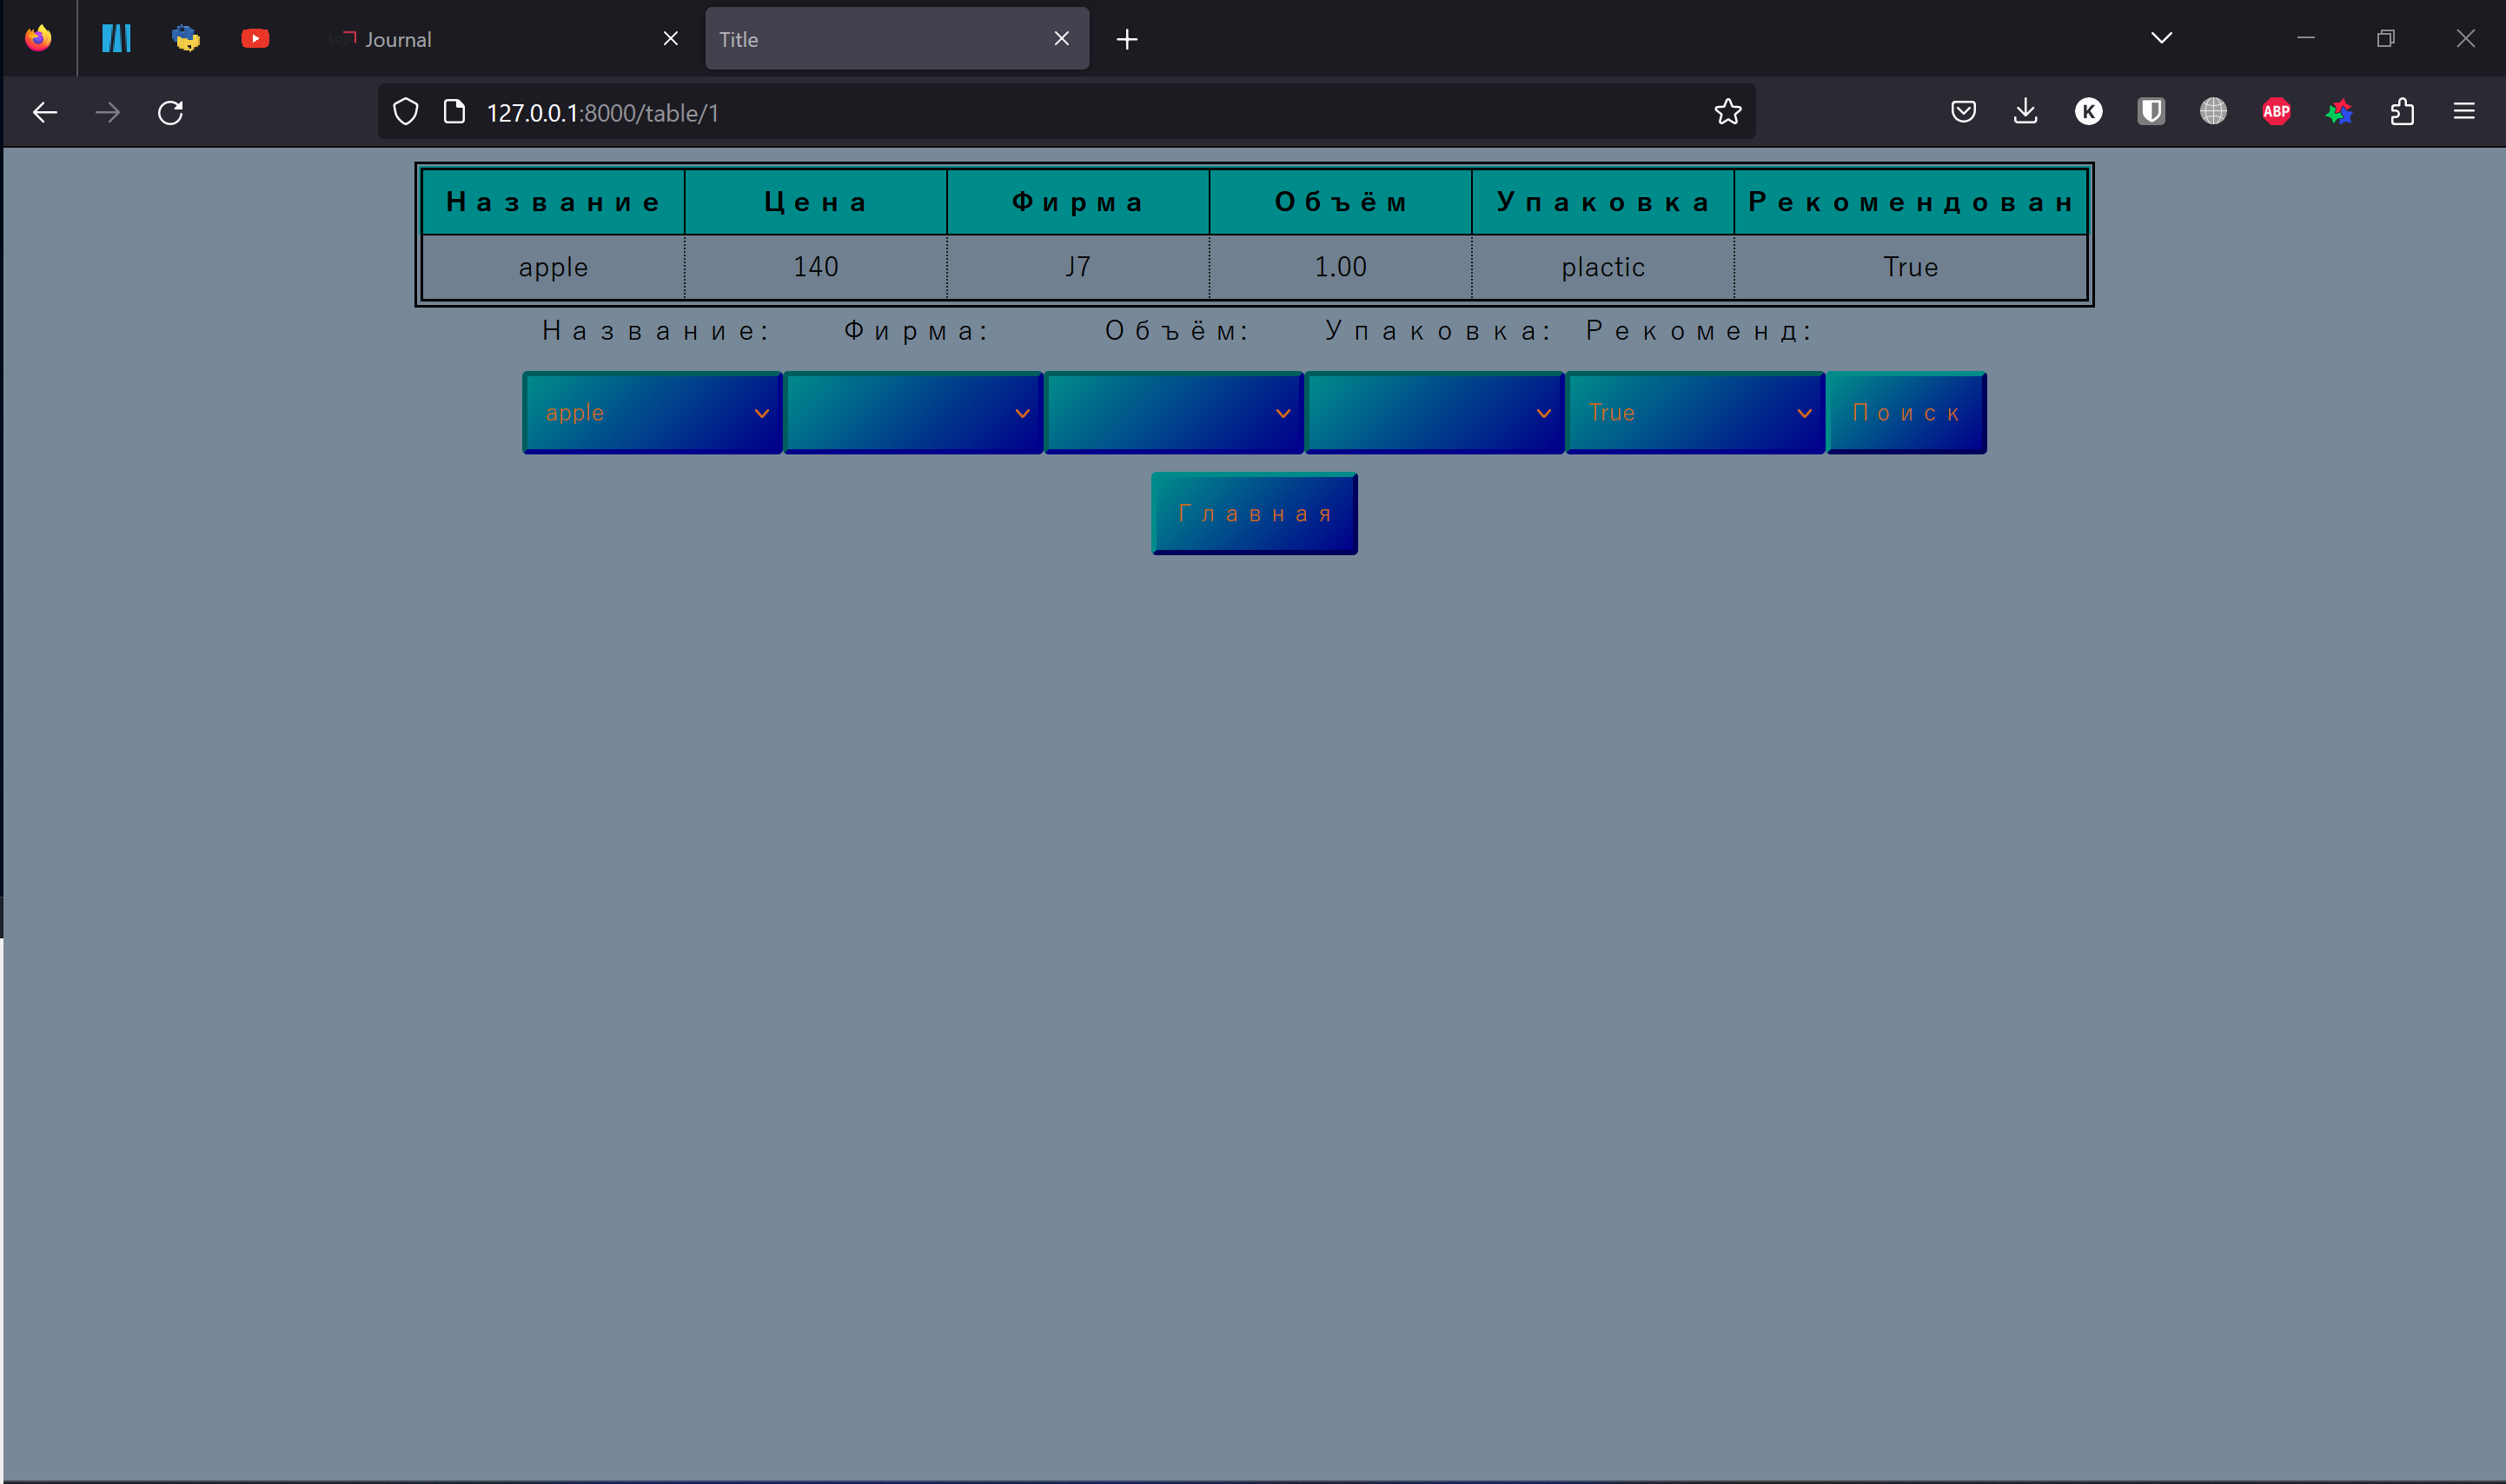 Journal
Title
127.0.0.1:8000/table/1
K
ABP
Название Цена Фирма Объём Упаковка Рекомендован
apple 140 J7 1.00 plactic True
Название: Фирма: Объём: Упаковка: Рекоменд:
apple True Поиск
Главная